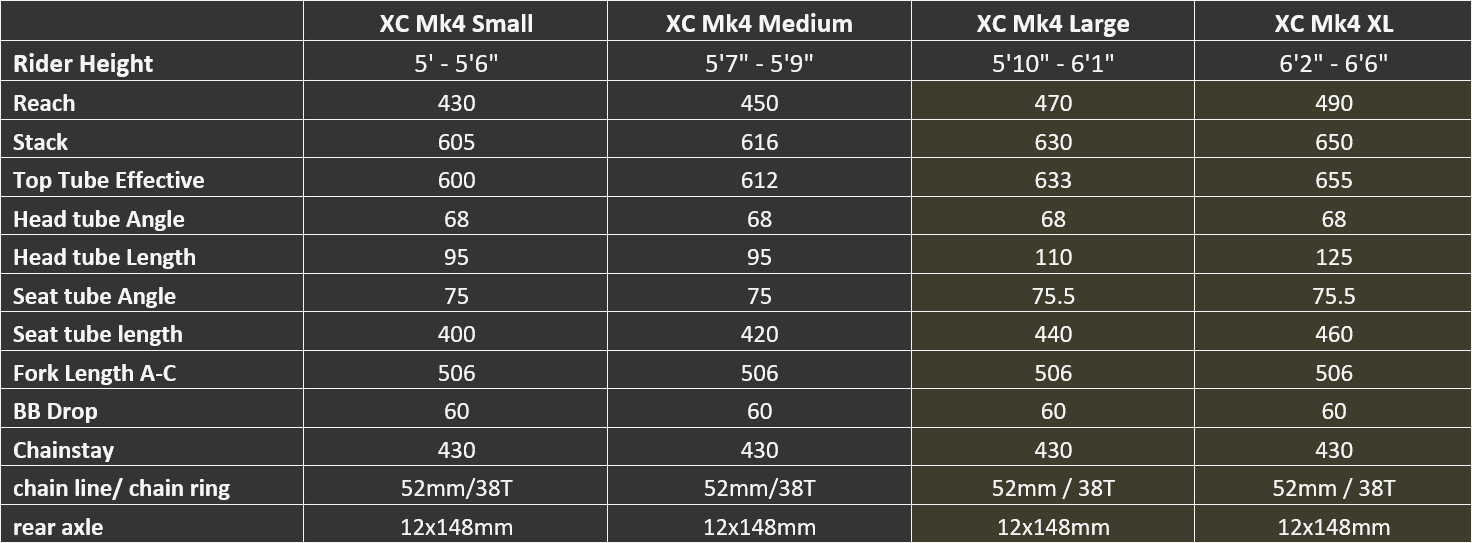 XC Mk4 Small XC Mk4 Medium XC Mk4 Large XC Mk4 XL
Rider Height 5' - 5'6" 5'7" - 5'9" 5'10" - 6'1" 6'2" - 6'6"
Reach 430 450 470 490
Stack 605 616 630 650
Top Tube Effective 600 612 633 655
Head tube Angle 68 68 68 68
Head tube Length 95 95 110 125
Seat tube Angle 75 75 75.5 75.5
Seat tube length 400 420 440 460
Fork Length A-C 506 506 506 506
BB Drop 60 60 60 60
Chainstay 430 430 430 430
chain line/ chain ring 52mm/38T 52mm/38T 52mm / 38T 52mm / 38T
rear axle 12x148mm 12x148mm 12x148mm 12x148mm